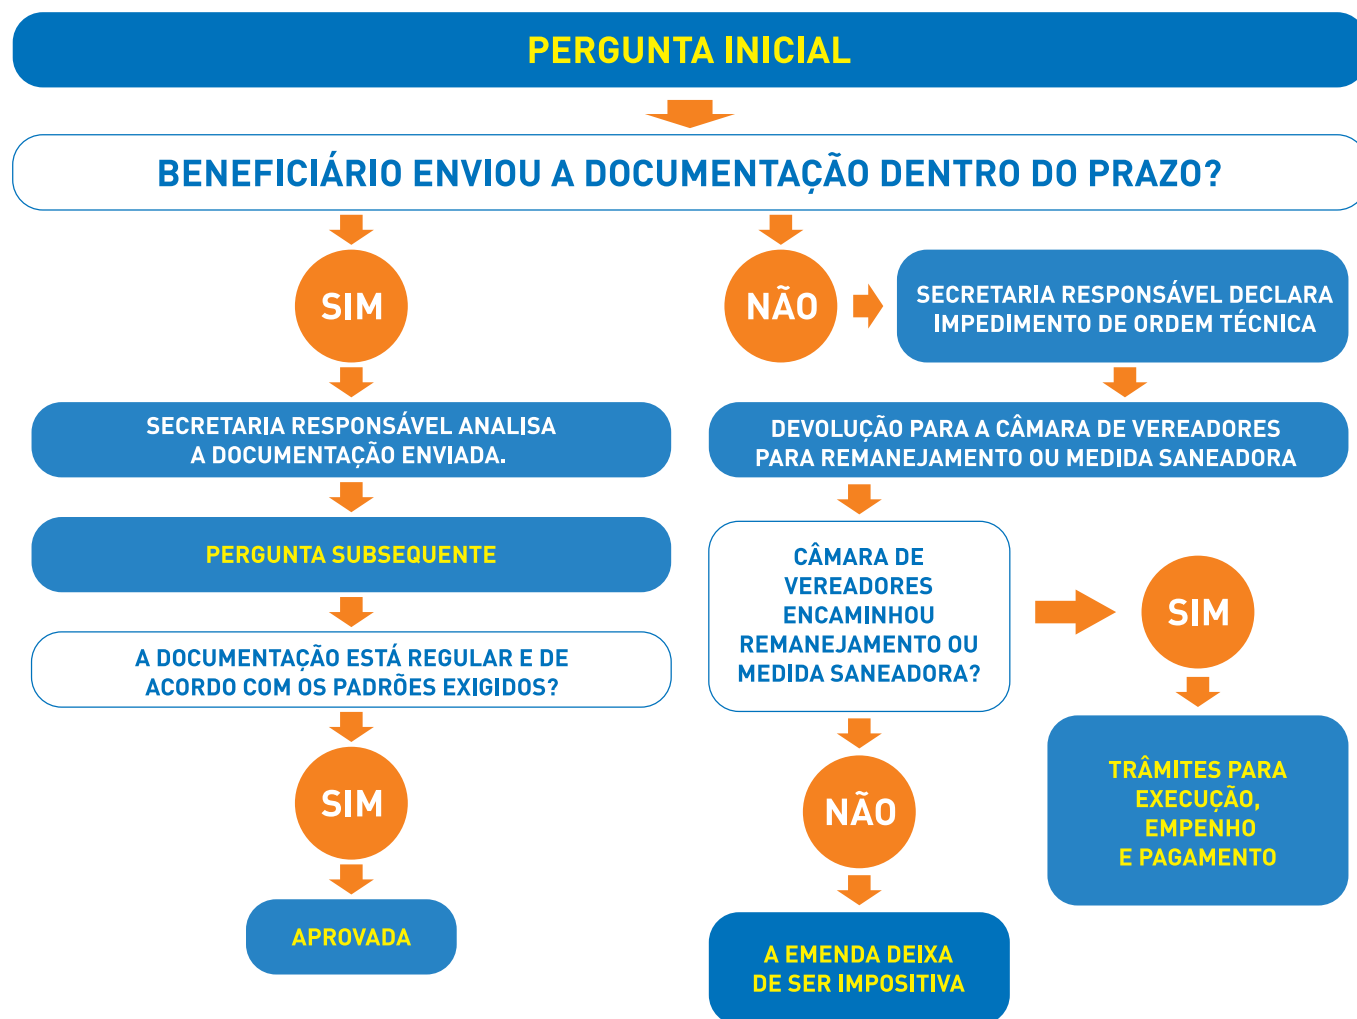 PERGUNTA INICIAL
BENEFICIÁRIO ENVIOU A DOCUMENTAÇÃO DENTRO DO PRAZO?
SIM
SECRETARIA RESPONSÁVEL ANALISA
A DOCUMENTAÇÃO ENVIADA.
PERGUNTA SUBSEQUENTE
A DOCUMENTAÇÃO ESTÁ REGULAR E DE
ACORDO COM OS PADRÕES EXIGIDOS?
SIM
APROVADA
NÃO
SECRETARIA RESPONSÁVEL DECLARA
IMPEDIMENTO DE ORDEM TÉCNICA
DEVOLUÇÃO PARA A CÂMARA DE VEREADORES
PARA REMANEJAMENTO OU MEDIDA SANEADORA
CÂMARA DE
VEREADORES
ENCAMINHOU
REMANEJAMENTO OU
MEDIDA SANEADORA?
SIM
TRÂMITES PARA
EXECUÇÃO,
EMPENHO
E PAGAMENTO
NÃO
A EMENDA DEIXA
DE SER IMPOSITIVA